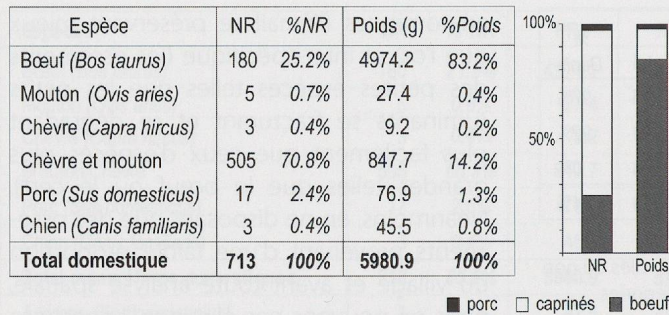 Espèce NR %NR Poids (g) %Poids
Bœuf (Bos taurus) 180 25.2% 4974.2 83.2%
Mouton (Ovis aries) 5 0.7% 27.4 0.4%
Chèvre (Capra hircus) 3 0.4% 9.2 0.2%
Chèvre et mouton 505 70.8% 847.7 14.2%
Porc (Sus domesticus) 17 2.4% 76.9 1.3%
Chien (Canis familiaris) 3 0.4% 45.5 0.8%
Total domestique 713 100% 5980.9 100%
100%
50%
NR Poids
porc caprinés boeuf